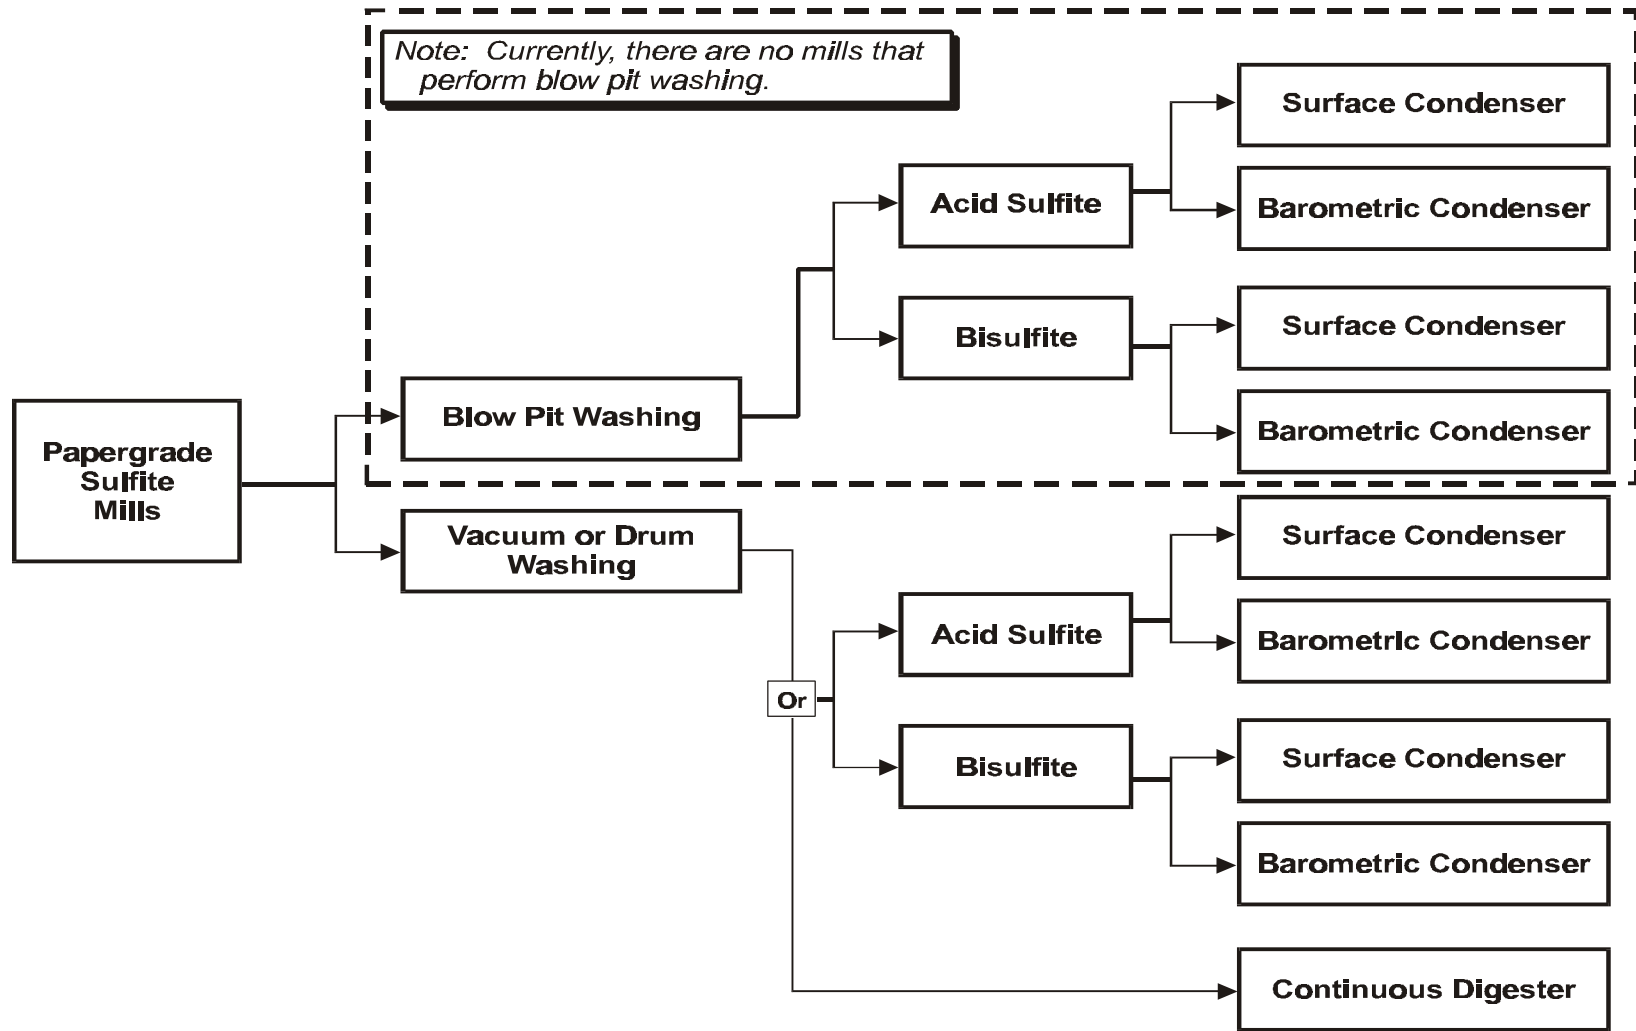 Note: Currently, there are no mills that
perform blow pit washing.
Surface Condenser
Acid Sulfite
Barometric Condenser
Bisulfite
Surface Condenser
Barometric Condenser
Blow Pit Washing
Papergrade
Sulfite
Mills
Vacuum or Drum
Washing
Surface Condenser
Acid Sulfite
Barometric Condenser
Or
Bisulfite
Surface Condenser
Barometric Condenser
Continuous Digester